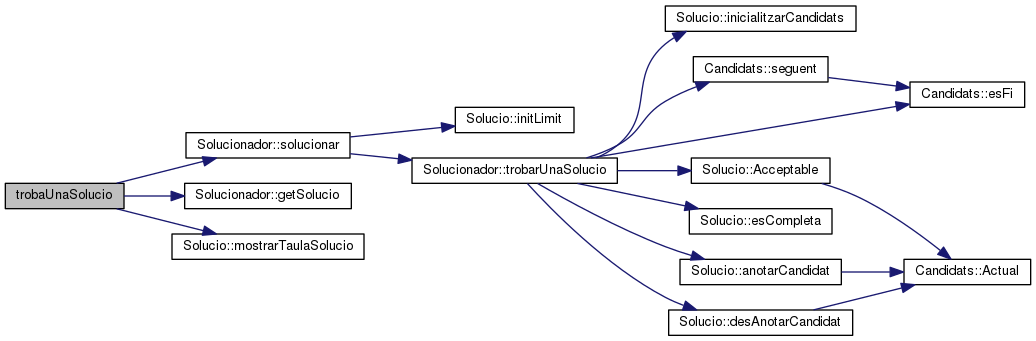 Solucio::inicialitzarCandidats
Candidats::seguent
Candidats::esFi
Solucio::initLimit
Solucionador::solucionar
Solucionador::trobarUnaSolucio
Solucio::Acceptable
trobaUnaSolucio
Solucionador::getSolucio
Solucio::esCompleta
Solucio::mostrarTaulaSolucio
Solucio::anotarCandidat
Candidats::Actual
Solucio::desAnotarCandidat